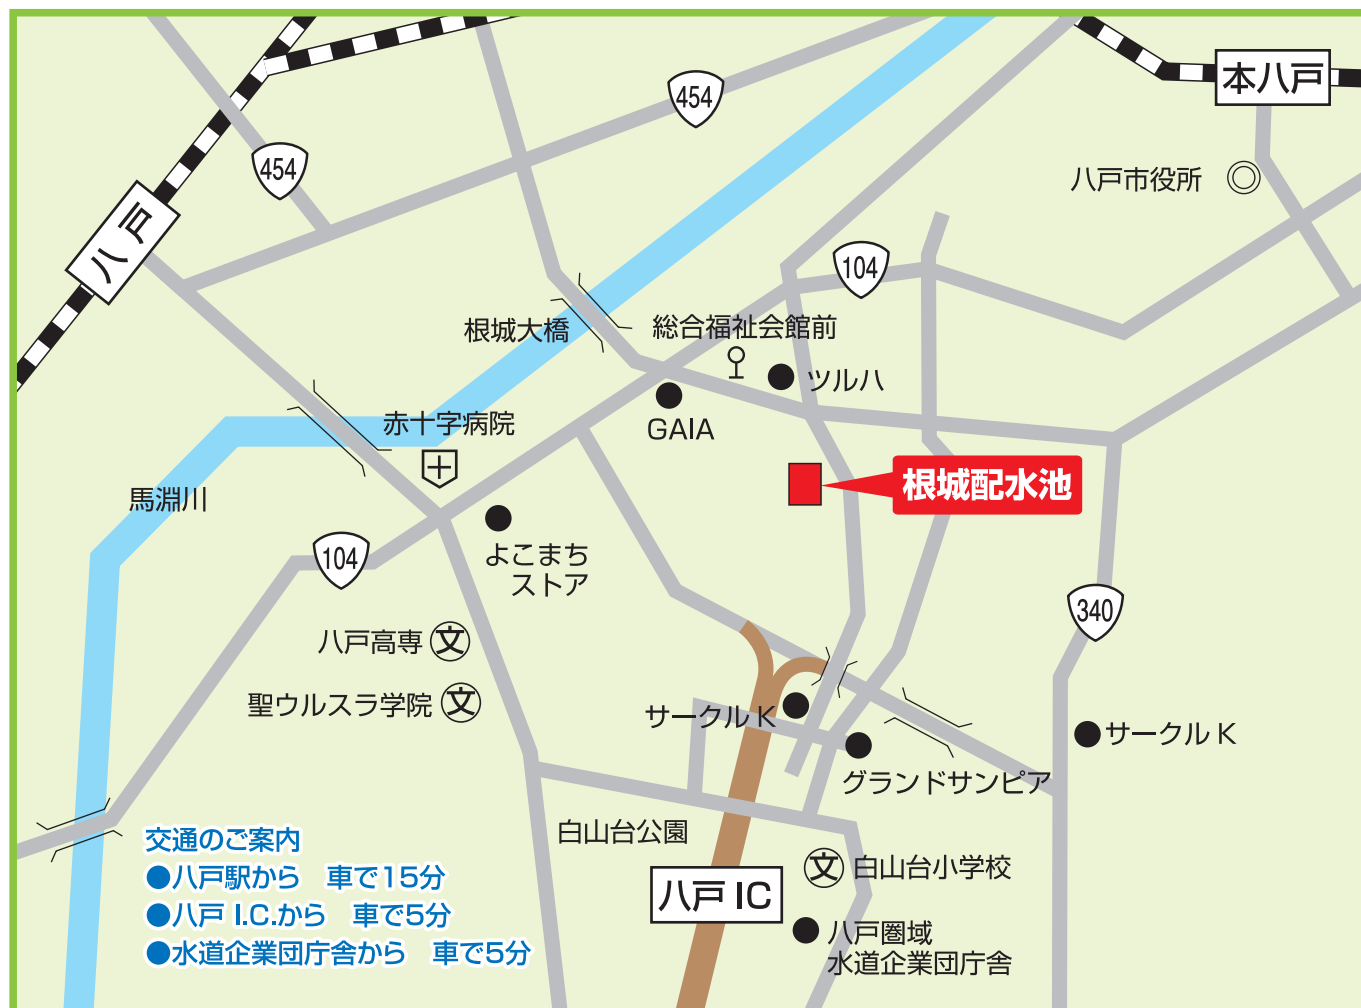 本八戸
454
454
八戸市役所
八戸
104
根城大橋
総合福祉会館前
ツルハ
赤十字病院
GAIA
根城配水池
馬淵川
104
よこまち
ストア
340
八戸高専 文
聖ウルスラ学院 文
サークルK
サークルK
グランドサンピア
白山台公園
交通のご案内
文 白山台小学校
●八戸駅から 車で15分
八戸IC
●八戸 I.C.から 車で5分
八戸圏域
水道企業団庁舎
●水道企業団庁舎から 車で5分